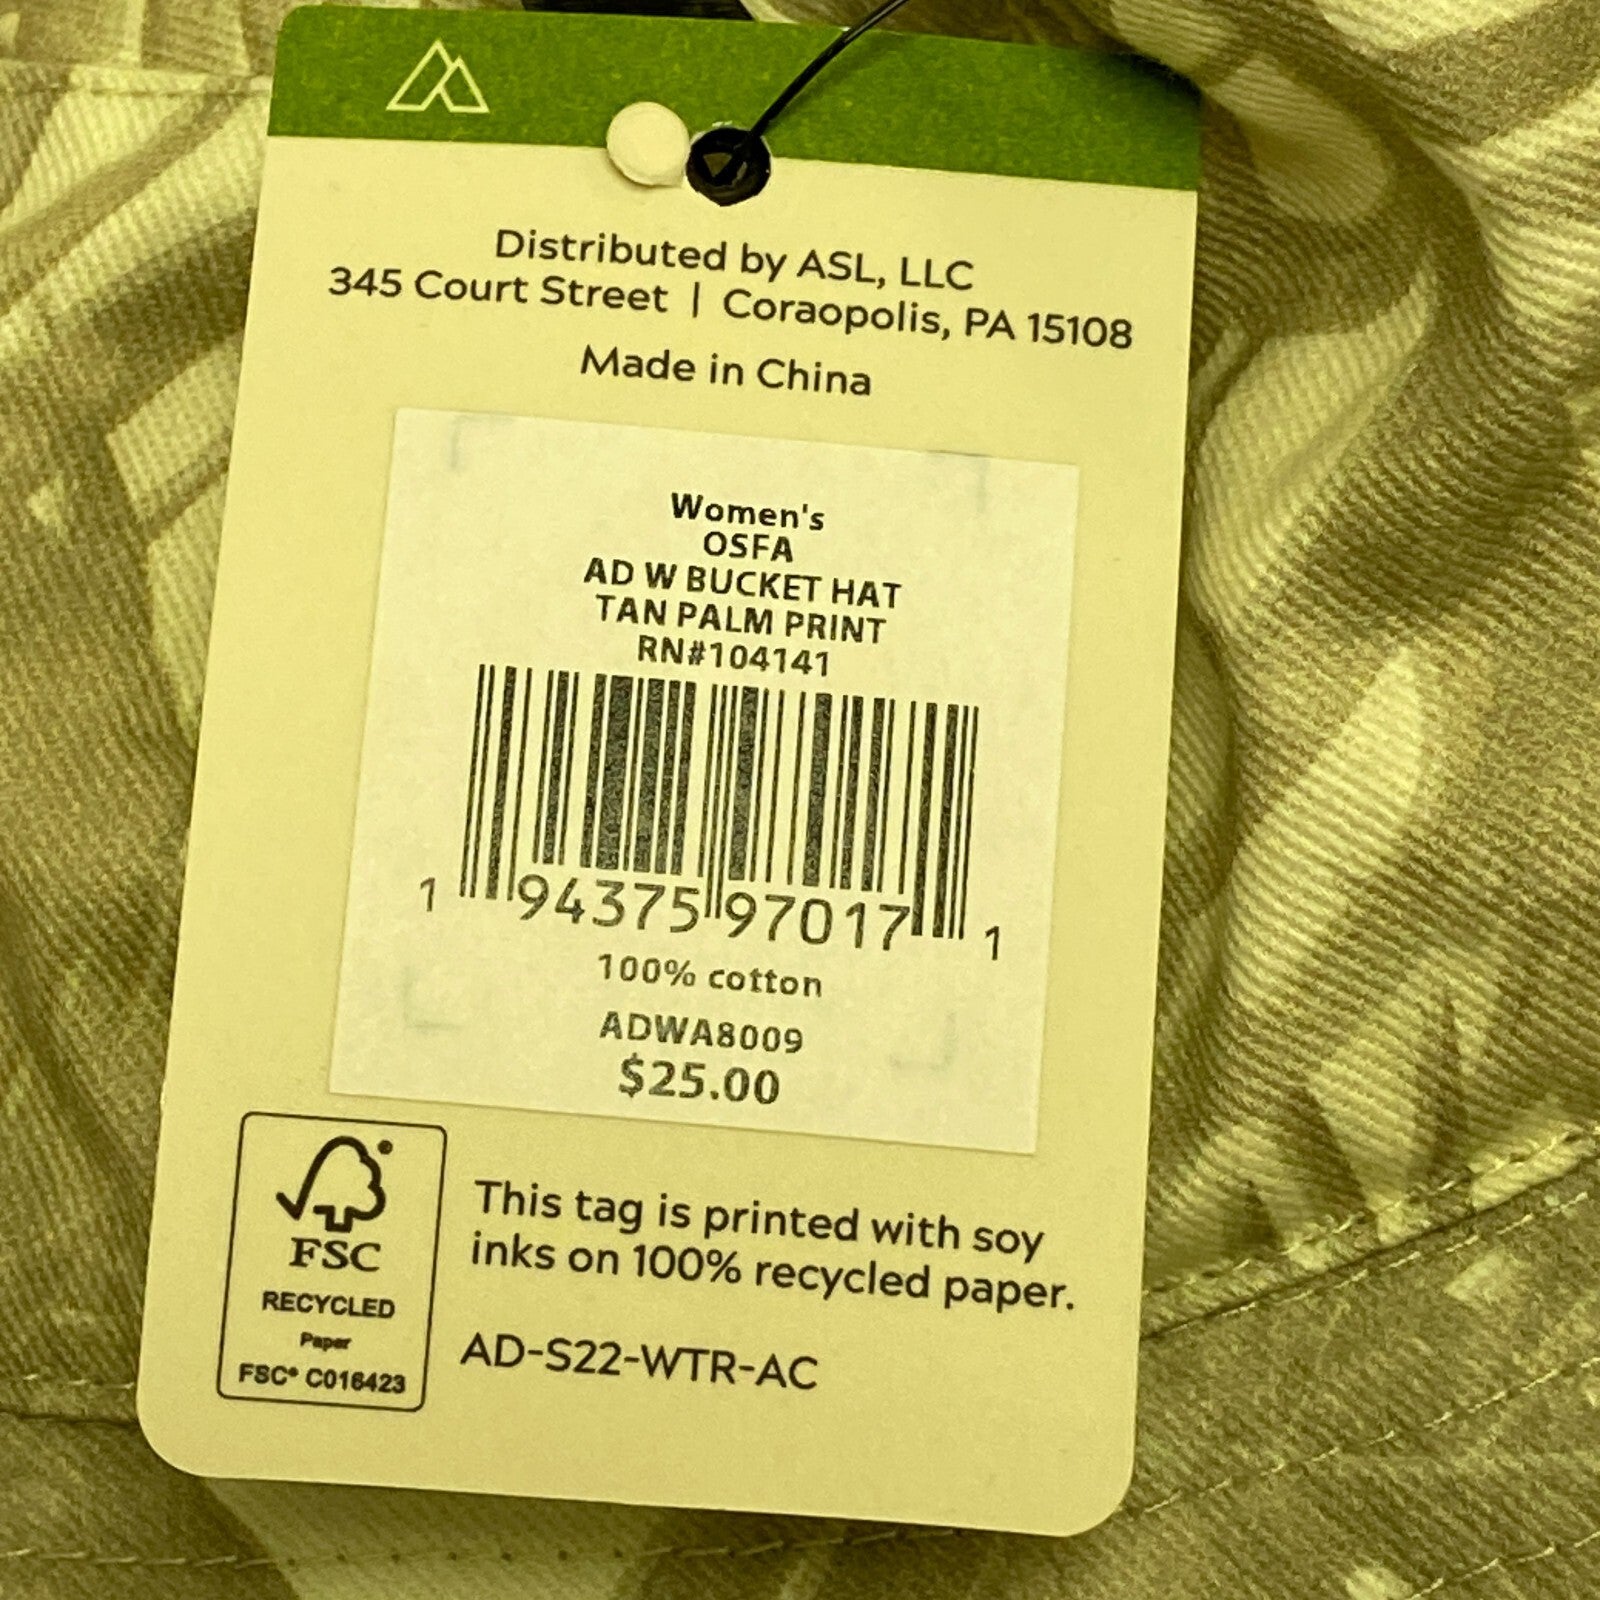 Distributed by ASL, LLC
345 Court Street | Coraopolis, PA 15108
Made in China
Women's
OSFA
AD W BUCKET HAT
TAN PALM PRINT
RN#104141
1 94375 97017 1
100% cotton
ADWA8009
$25.00
FSC
RECYCLED
Paper
FSC® C016423
This tag is printed with soy
inks on 100% recycled paper.
AD-S22-WTR-AC